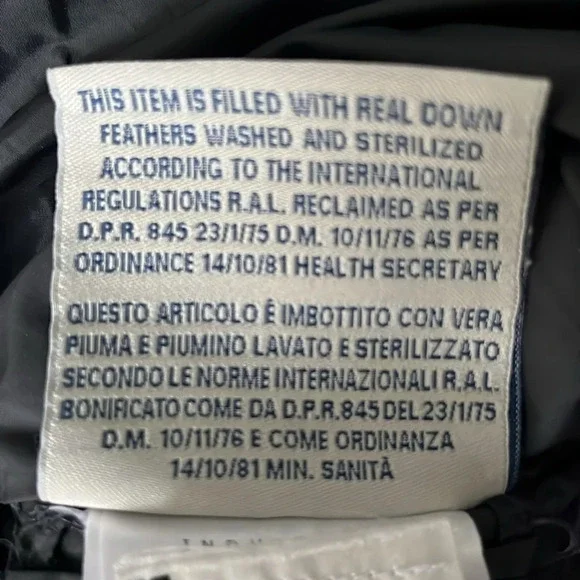 THIS ITEM IS FILLED WITH REAL DOWN
FEATHERS WASHED AND STERILIZED
ACCORDING TO THE INTERNATIONAL
REGULATIONS R.A.L. RECLAIMED AS PER
D.P.R. 845 23/1/75 D.M. 10/11/76 AS PER
ORDINANCE 14/10/81 HEALTH SECRETARY
QUESTO ARTICOLO È IMBOTTITO CON VERA
PIUMA E PIUMINO LAVATO E STERILIZZATO
SECONDO LE NORME INTERNAZIONALI R.A.L.
BONIFICATO COME DA D.P.R.845 DEL 23/1/75
D.M. 10/11/76 E COME ORDINANZA
14/10/81 MIN. SANITÀ